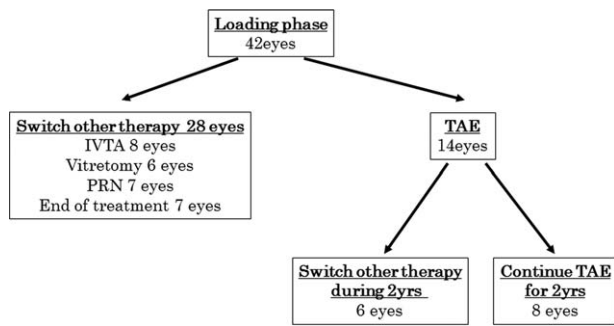 Loading phase
42eyes
Switch other therapy 28 eyes
IVTA 8 eyes
Vitretomy 6 eyes
PRN 7 eyes
End of treatment 7 eyes
TAE
14eyes
Switch other therapy
during 2yrs
6 eyes
Continue TAE
for 2yrs
8 eyes